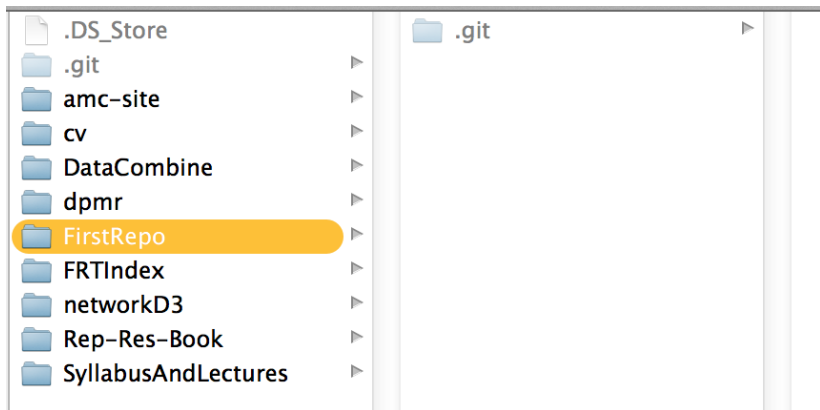 .DS_Store
.git
amc-site
cv
DataCombine
dpmr
FirstRepo
FRTIndex
networkD3
Rep-Res-Book
SyllabusAndLectures
.git